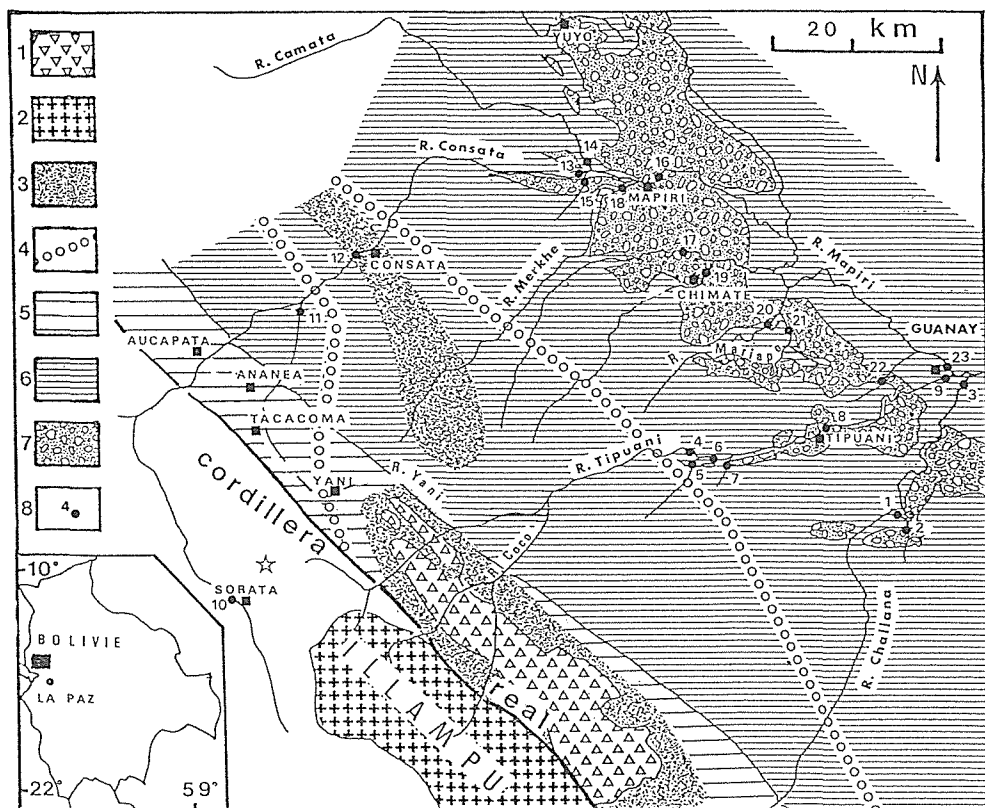 1
2
3
4
5
6
7
8
4
20 km
N
UYO
R. Camata
R. Consata
14
13
15
16
18
MAPIRI
17
19
CHIMATE
R. Merkhe
R. Mapiri
12
CONSATA
11
20
21
R. Mariapo
GUANAY
23
22
9
3
AUCAPATA
ANANEA
TACACOMA
YANI
R. Yani
R. Tipuani
4
6
5
7
18
TIPUANI
1
2
Coco
R. Challana
cordillera
real
SORATA
10
ILLAMPU
10°
BOLIVIE
LA PAZ
22°
59°